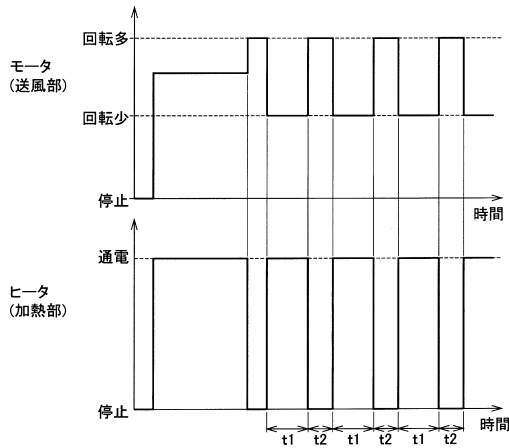 回転多
モータ
(送風部)
回転少
停止
時間
通電
ヒータ
(加熱部)
停止
時間
t1 t2 t1 t2 t1 t2